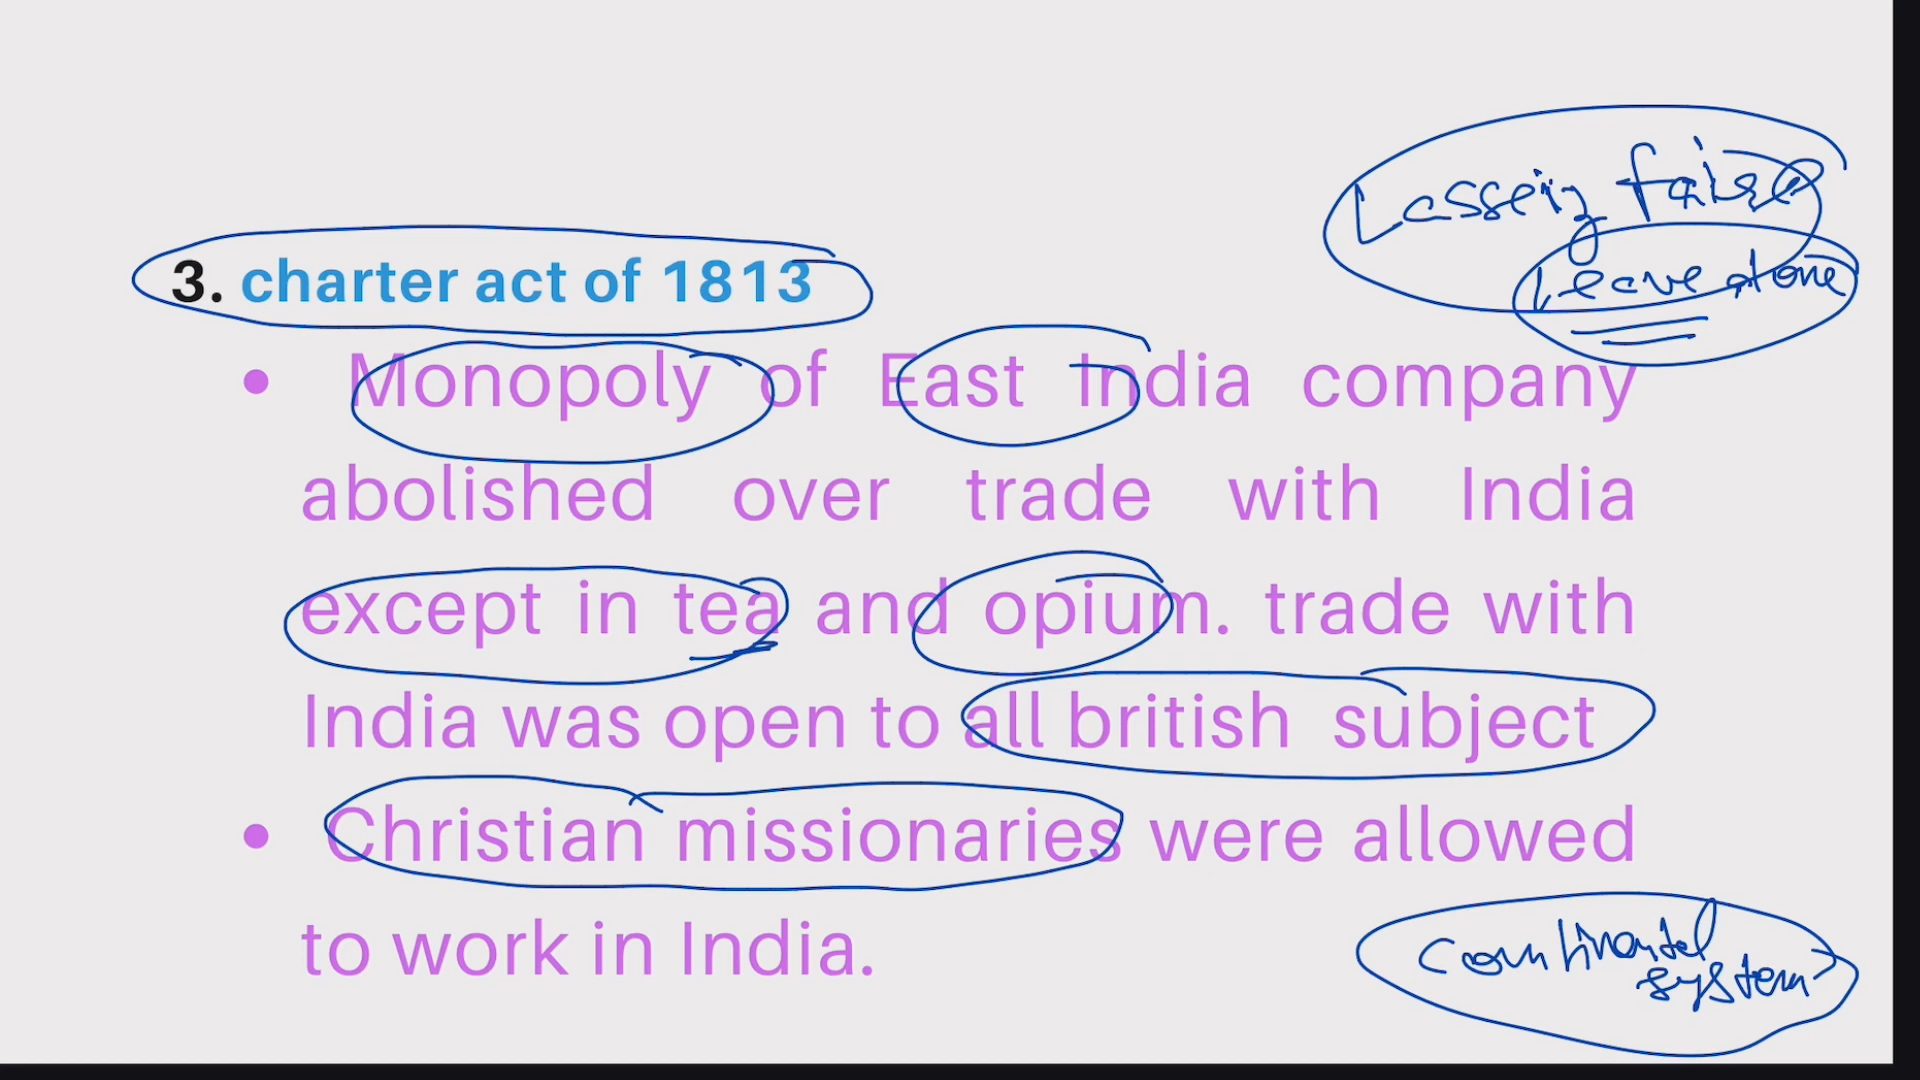 Lasseiz faire
Leave alone
3. charter act of 1813
• Monopoly of East India company
abolished over trade with India
except in tea and opium. trade with
India was open to all british subject
• Christian missionaries were allowed
to work in India.
continental
system